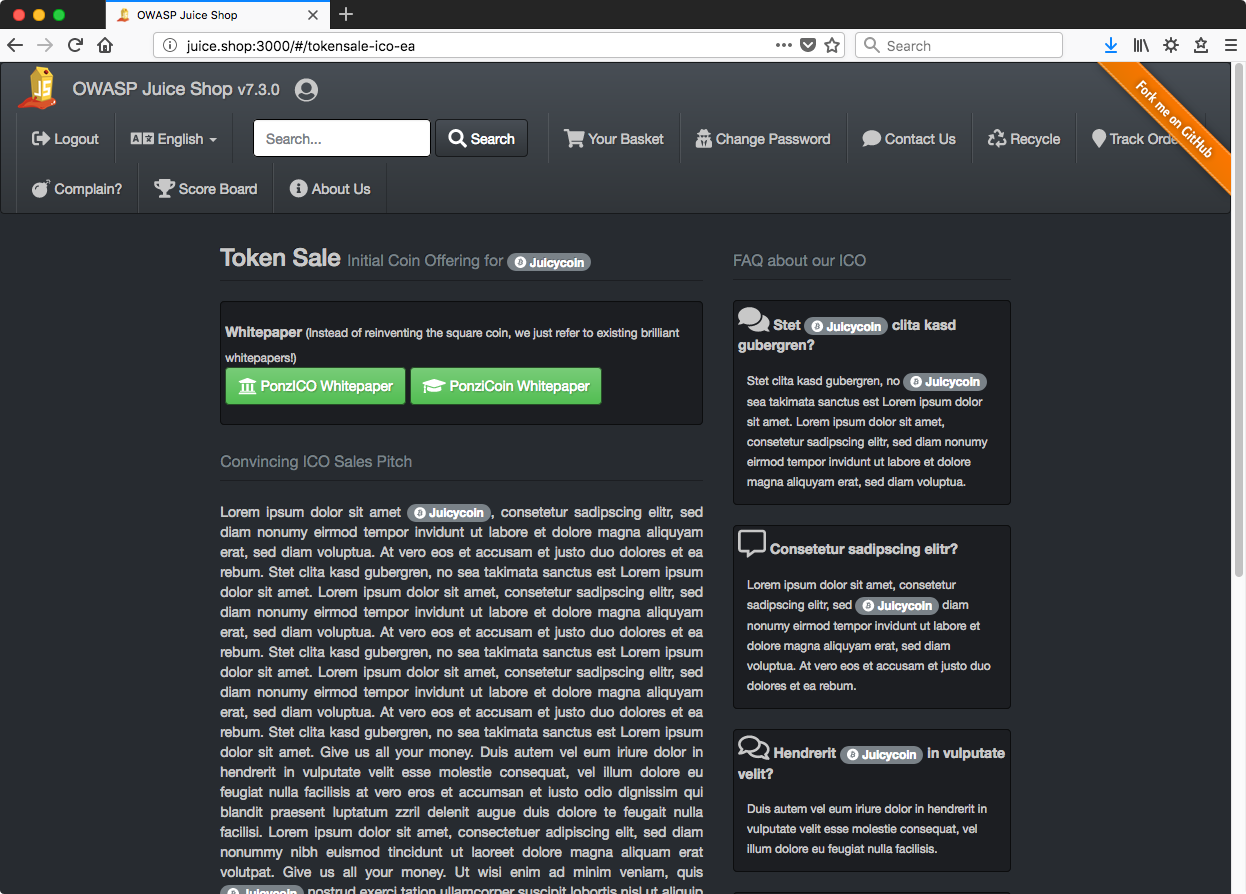 OWASP Juice Shop
juice.shop:3000/#/tokensale-ico-ea
Search
OWASP Juice Shop v7.3.0
Fork me on GitHub
Logout
English
Search...
Search
Your Basket
Change Password
Contact Us
Recycle
Track Orde
Complain?
Score Board
About Us
Token Sale Initial Coin Offering for Juicycoin
Whitepaper (Instead of reinventing the square coin, we just refer to existing brilliant
whitepapers!)
PonzICO Whitepaper
PonziCoin Whitepaper
Convincing ICO Sales Pitch
Lorem ipsum dolor sit amet Juicycoin, consetetur sadipscing elitr, sed
diam nonumy eirmod tempor invidunt ut labore et dolore magna aliquyam
erat, sed diam voluptua. At vero eos et accusam et justo duo dolores et ea
rebum. Stet clita kasd gubergren, no sea takimata sanctus est Lorem ipsum
dolor sit amet. Lorem ipsum dolor sit amet, consetetur sadipscing elitr, sed
diam nonumy eirmod tempor invidunt ut labore et dolore magna aliquyam
erat, sed diam voluptua. At vero eos et accusam et justo duo dolores et ea
rebum. Stet clita kasd gubergren, no sea takimata sanctus est Lorem ipsum
dolor sit amet. Lorem ipsum dolor sit amet, consetetur sadipscing elitr, sed
diam nonumy eirmod tempor invidunt ut labore et dolore magna aliquyam
erat, sed diam voluptua. At vero eos et accusam et justo duo dolores et ea
rebum. Stet clita kasd gubergren, no sea takimata sanctus est Lorem ipsum
dolor sit amet. Give us all your money. Duis autem vel eum iriure dolor in
hendrerit in vulputate velit esse molestie consequat, vel illum dolore eu
feugiat nulla facilisis at vero eros et accumsan et iusto odio dignissim qui
blandit praesent luptatum zzril delenit augue duis dolore te feugait nulla
facilisi. Lorem ipsum dolor sit amet, consectetuer adipiscing elit, sed diam
nonummy nibh euismod tincidunt ut laoreet dolore magna aliquam erat
volutpat. Give us all your money. Ut wisi enim ad minim veniam, quis
Juicycoin nostrud exerci tation ullamcorper suscipit lobortis nisl ut aliquip
FAQ about our ICO
Stet Juicycoin clita kasd
gubergren?
Stet clita kasd gubergren, no Juicycoin
sea takimata sanctus est Lorem ipsum dolor
sit amet. Lorem ipsum dolor sit amet,
consetetur sadipscing elitr, sed diam nonumy
eirmod tempor invidunt ut labore et dolore
magna aliquyam erat, sed diam voluptua.
Consetetur sadipscing elitr?
Lorem ipsum dolor sit amet, consetetur
sadipscing elitr, sed Juicycoin diam
nonumy eirmod tempor invidunt ut labore et
dolore magna aliquyam erat, sed diam
voluptua. At vero eos et accusam et justo duo
dolores et ea rebum.
Hendrerit Juicycoin in vulputate
velit?
Duis autem vel eum iriure dolor in hendrerit in
vulputate velit esse molestie consequat, vel
illum dolore eu feugiat nulla facilisis.